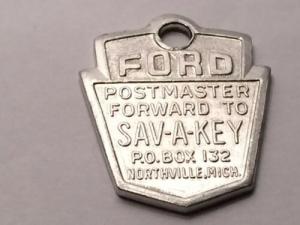 FORD
POSTMASTER
FORWARD TO
SAV-A-KEY
P.O. BOX 132
NORTHVILLE, MICH.